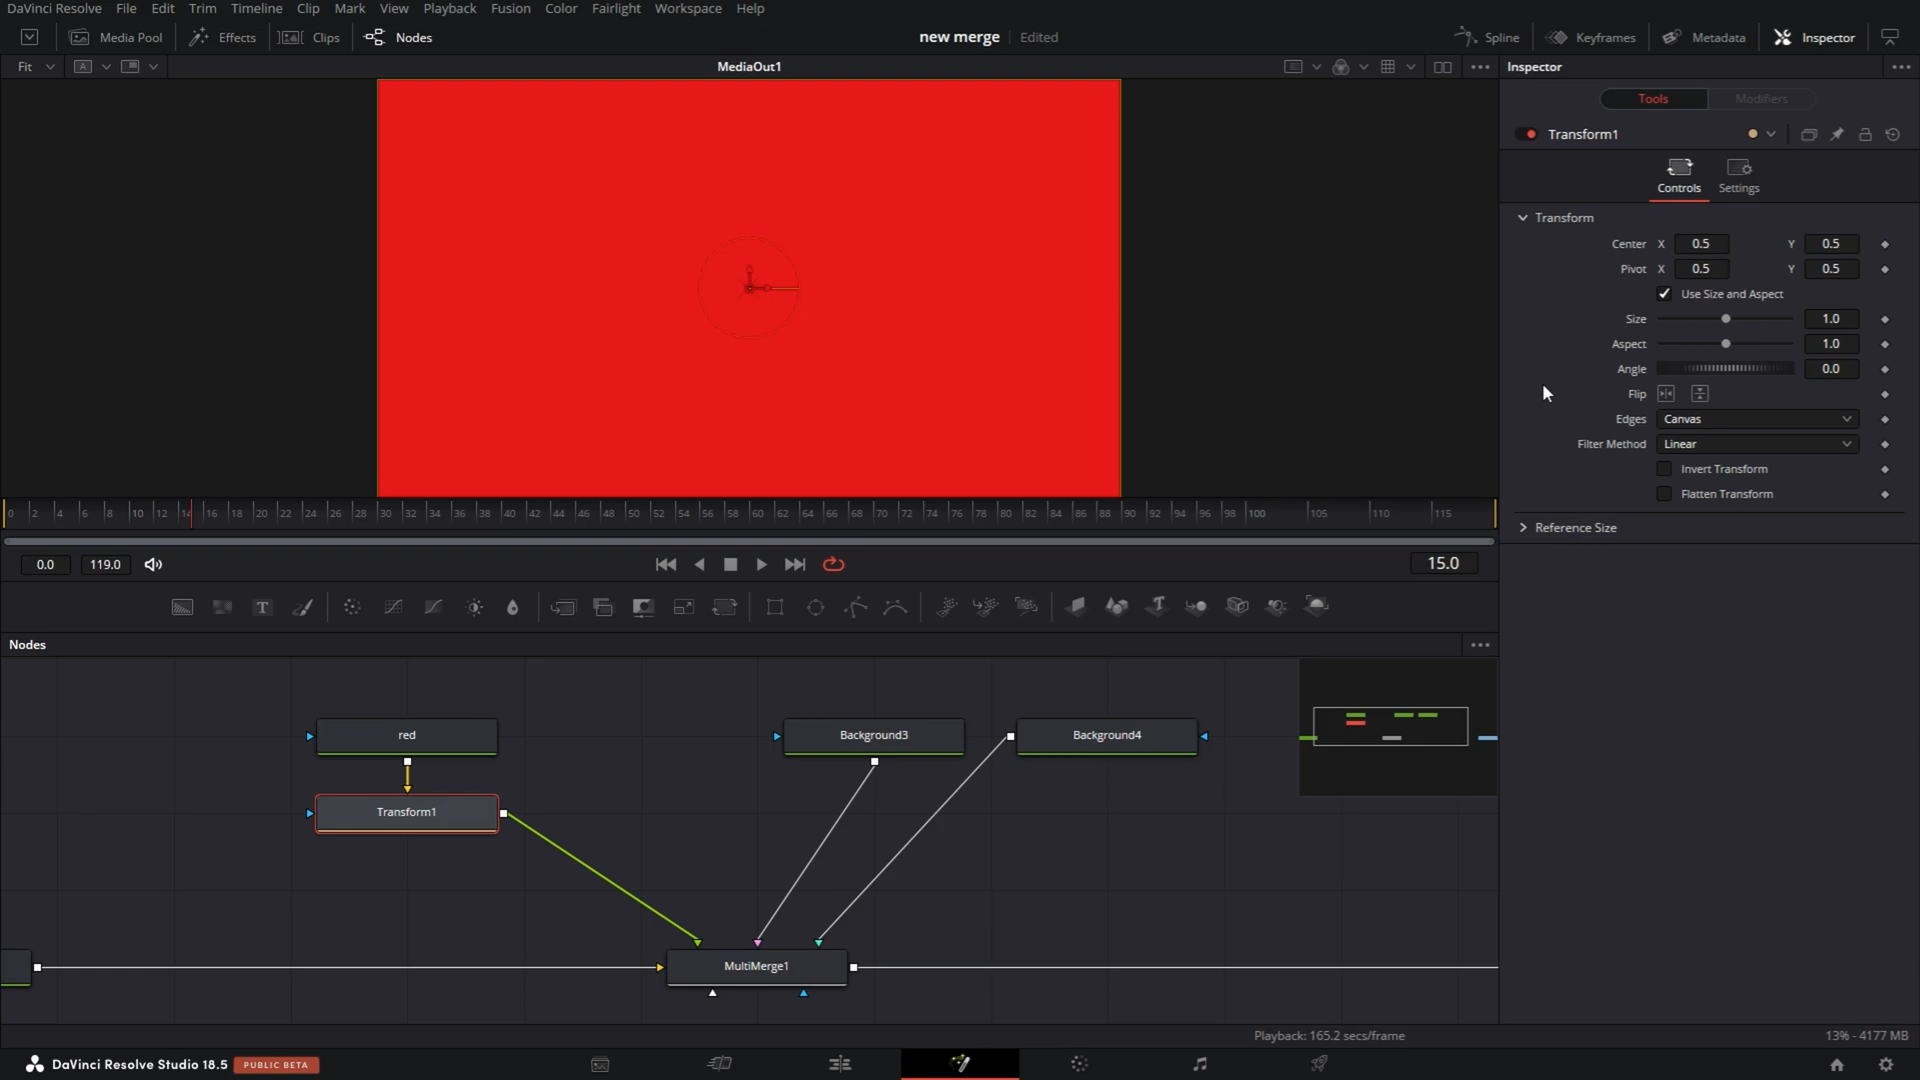 DaVinci Resolve File Edit Trim Timeline Clip Mark View Playback Fusion Color Fairlight Workspace Help
Media Pool Effects Clips Nodes new merge Edited Spline Keyframes Metadata Inspector
Fit A MediaOut1 Inspector
Tools Modifiers
Transform1
Controls Settings
Transform
Center X 0.5 Y 0.5
Pivot X 0.5 Y 0.5
Use Size and Aspect
Size 1.0
Aspect 1.0
Angle 0.0
Flip
Edges Canvas
Filter Method Linear
Invert Transform
Flatten Transform
Reference Size
0 2 4 6 8 10 12 14 16 18 20 22 24 26 28 30 32 34 36 38 40 42 44 46 48 50 52 54 56 58 60 62 64 66 68 70 72 74 76 78 80 82 84 86 88 90 92 94 96 98 100 105 110 115
0.0 119.0 15.0
T
Nodes
red Background3 Background4
Transform1
MultiMerge1
Playback: 165.2 secs/frame 13% - 4177 MB
DaVinci Resolve Studio 18.5 PUBLIC BETA